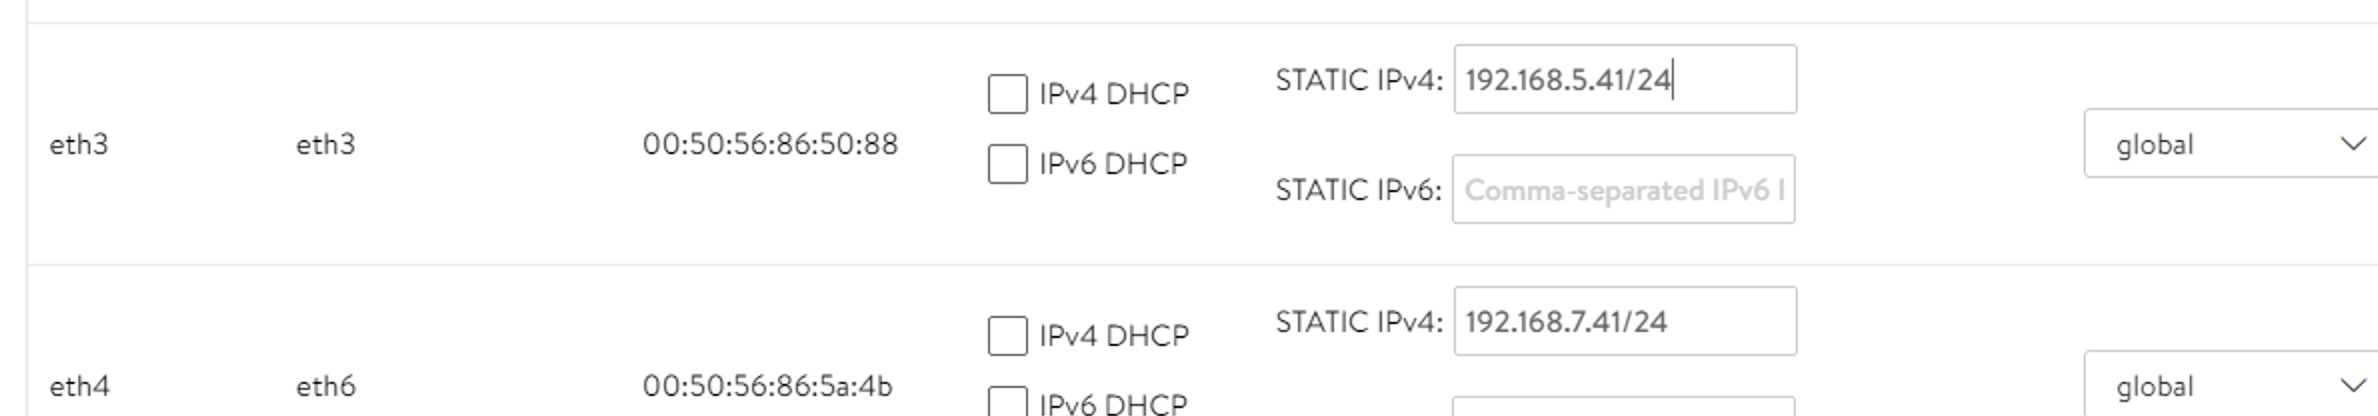 STATIC IPv4: 192.168.5.41/24
IPv4 DHCP
eth3 eth3 00:50:56:86:50:88 global
IPv6 DHCP
STATIC IPv6: Comma-separated IPv6 I
STATIC IPv4: 192.168.7.41/24
IPv4 DHCP
eth4 eth6 00:50:56:86:5a:4b global
IPv6 DHCP